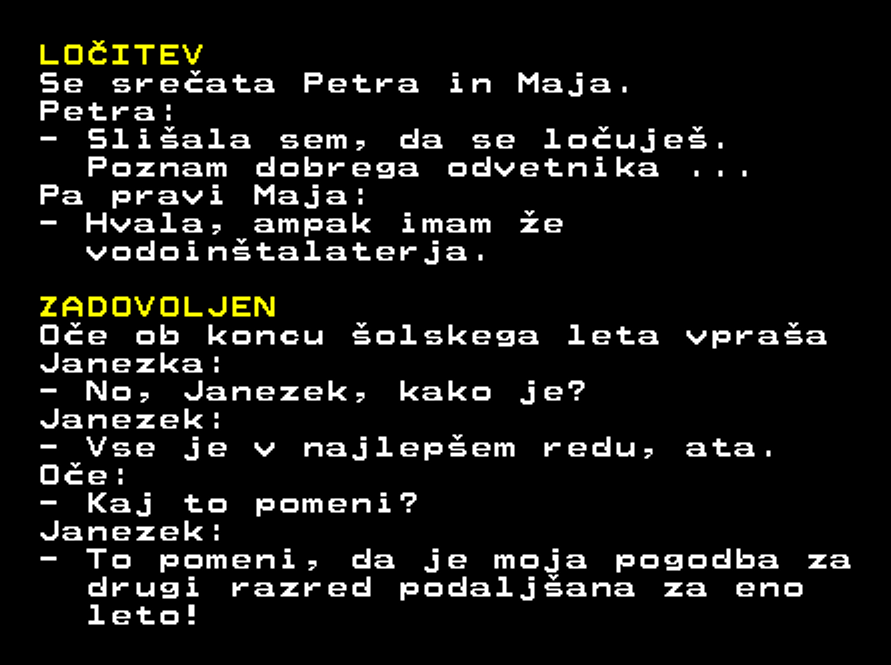 LOČITEV
Se srečata Petra in Maja.
Petra:
- Slišala sem, da se ločuješ.
Poznam dobrega odvetnika ...
Pa pravi Maja:
- Hvala, ampak imam že
vodoinštalaterja.
ZADOVOLJEN
Oče ob koncu šolskega leta vpraša
Janezka:
- No, Janezek, kako je?
Janezek:
- Vse je v najlepšem redu, ata.
Oče:
- Kaj to pomeni?
Janezek:
- To pomeni, da je moja pogodba za
drugi razred podaljšana za eno
leto!